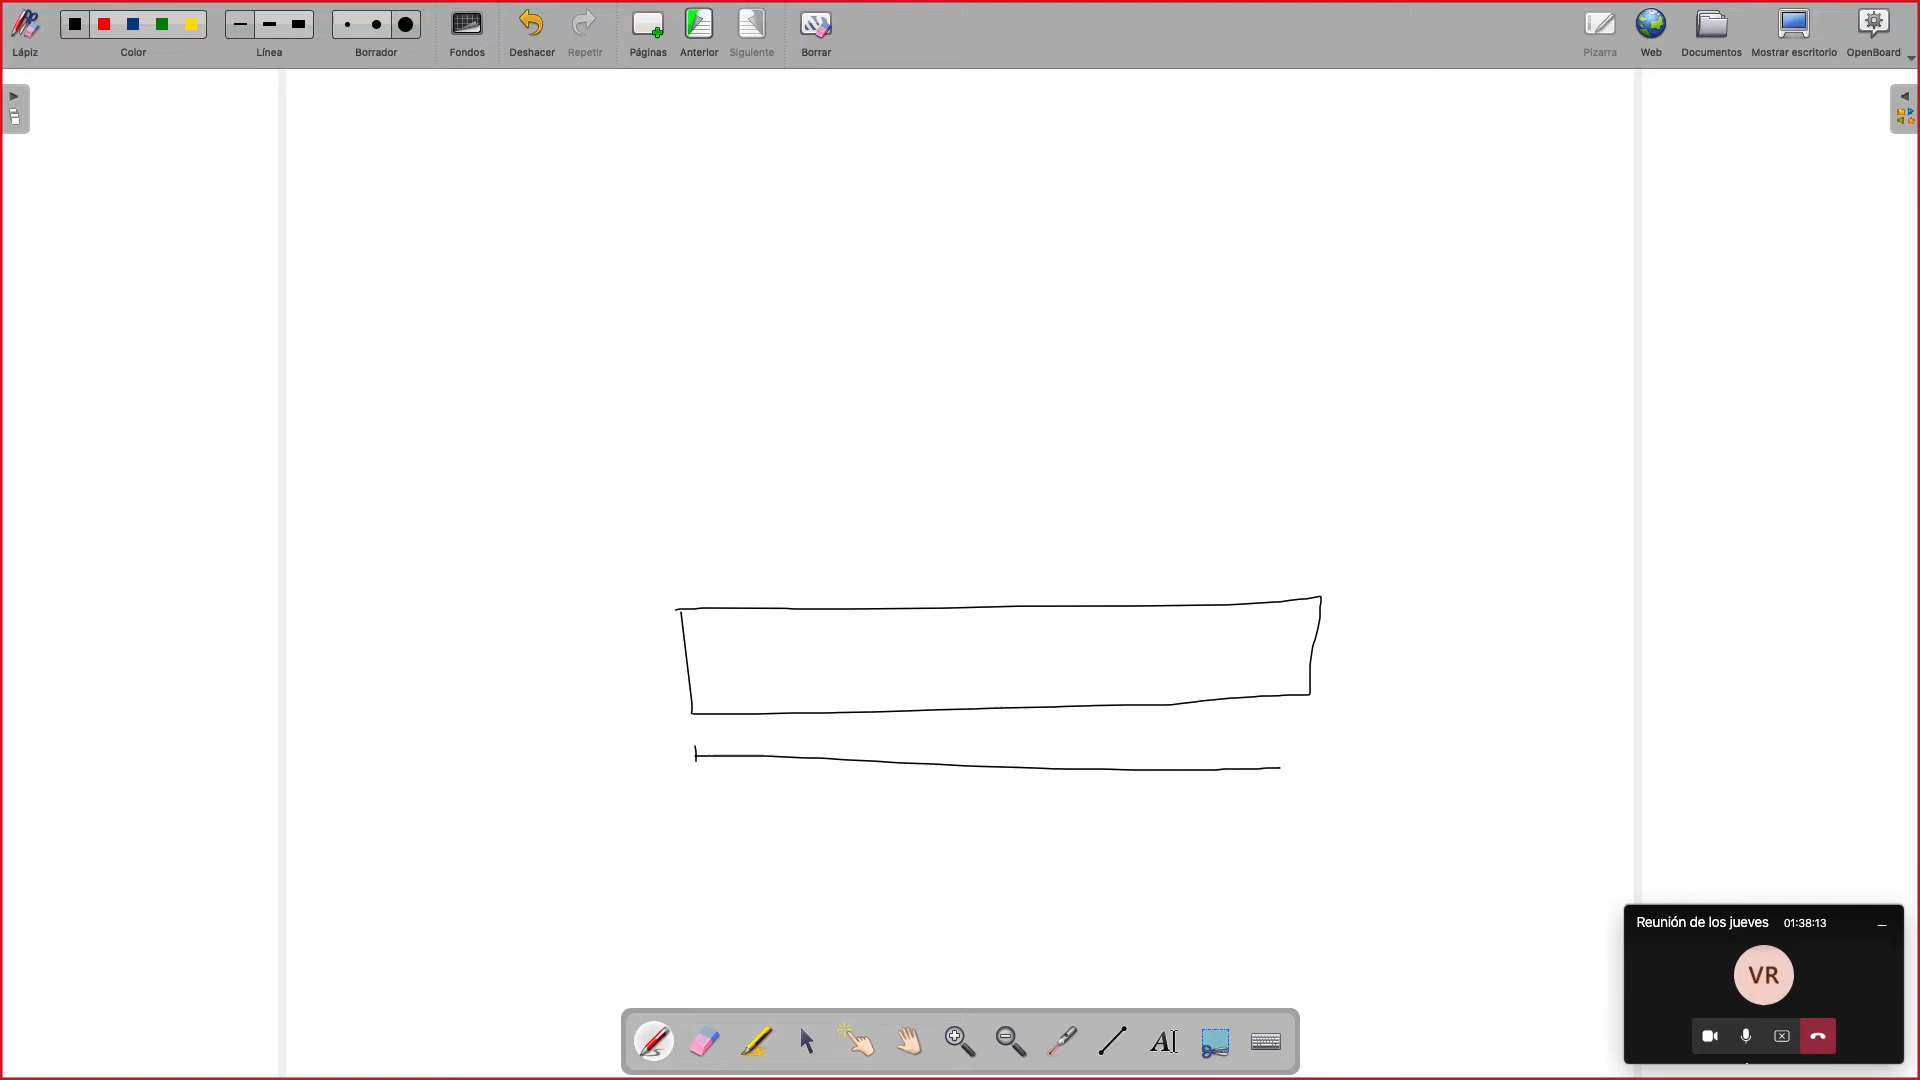 Lápiz Color Línea Borrador Fondos Deshacer Repetir Páginas Anterior Siguiente Borrar Pizarra Web Documentos Mostrar escritorio OpenBoard
Reunión de los jueves 01:38:13
VR
A